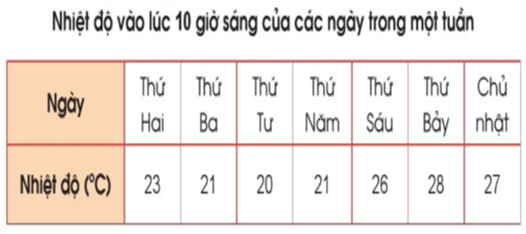 Nhiệt độ vào lúc 10 giờ sáng của các ngày trong một tuần
Ngày Thứ Hai Thứ Ba Thứ Tư Thứ Năm Thứ Sáu Thứ Bảy Chủ nhật
Nhiệt độ (°C) 23 21 20 21 26 28 27